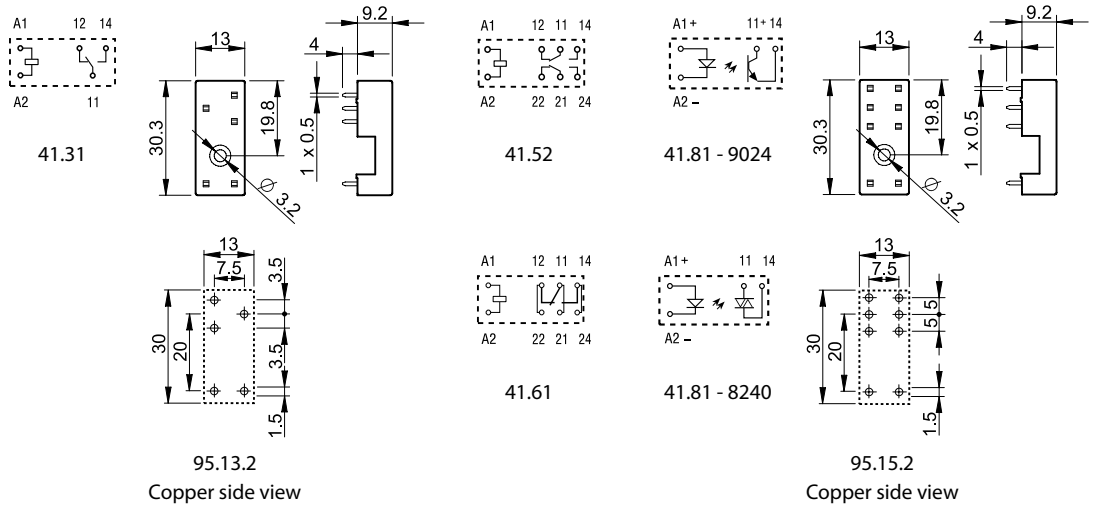 A1 12 14
A2 11
41.31
13
30.3
19.8
Ø 3.2
4
9.2
1 x 0.5
A1 12 11 14
A2 22 21 24
41.52
A1 + 11+ 14
A2 –
41.81 - 9024
13
30.3
19.8
Ø 3.2
4
9.2
1 x 0.5
13
7.5
3.5
30
20
3.5
1.5
95.13.2
Copper side view
A1 12 11 14
A2 22 21 24
41.61
A1 + 11 14
A2 –
41.81 - 8240
13
7.5
5
5
30
20
1.5
95.15.2
Copper side view